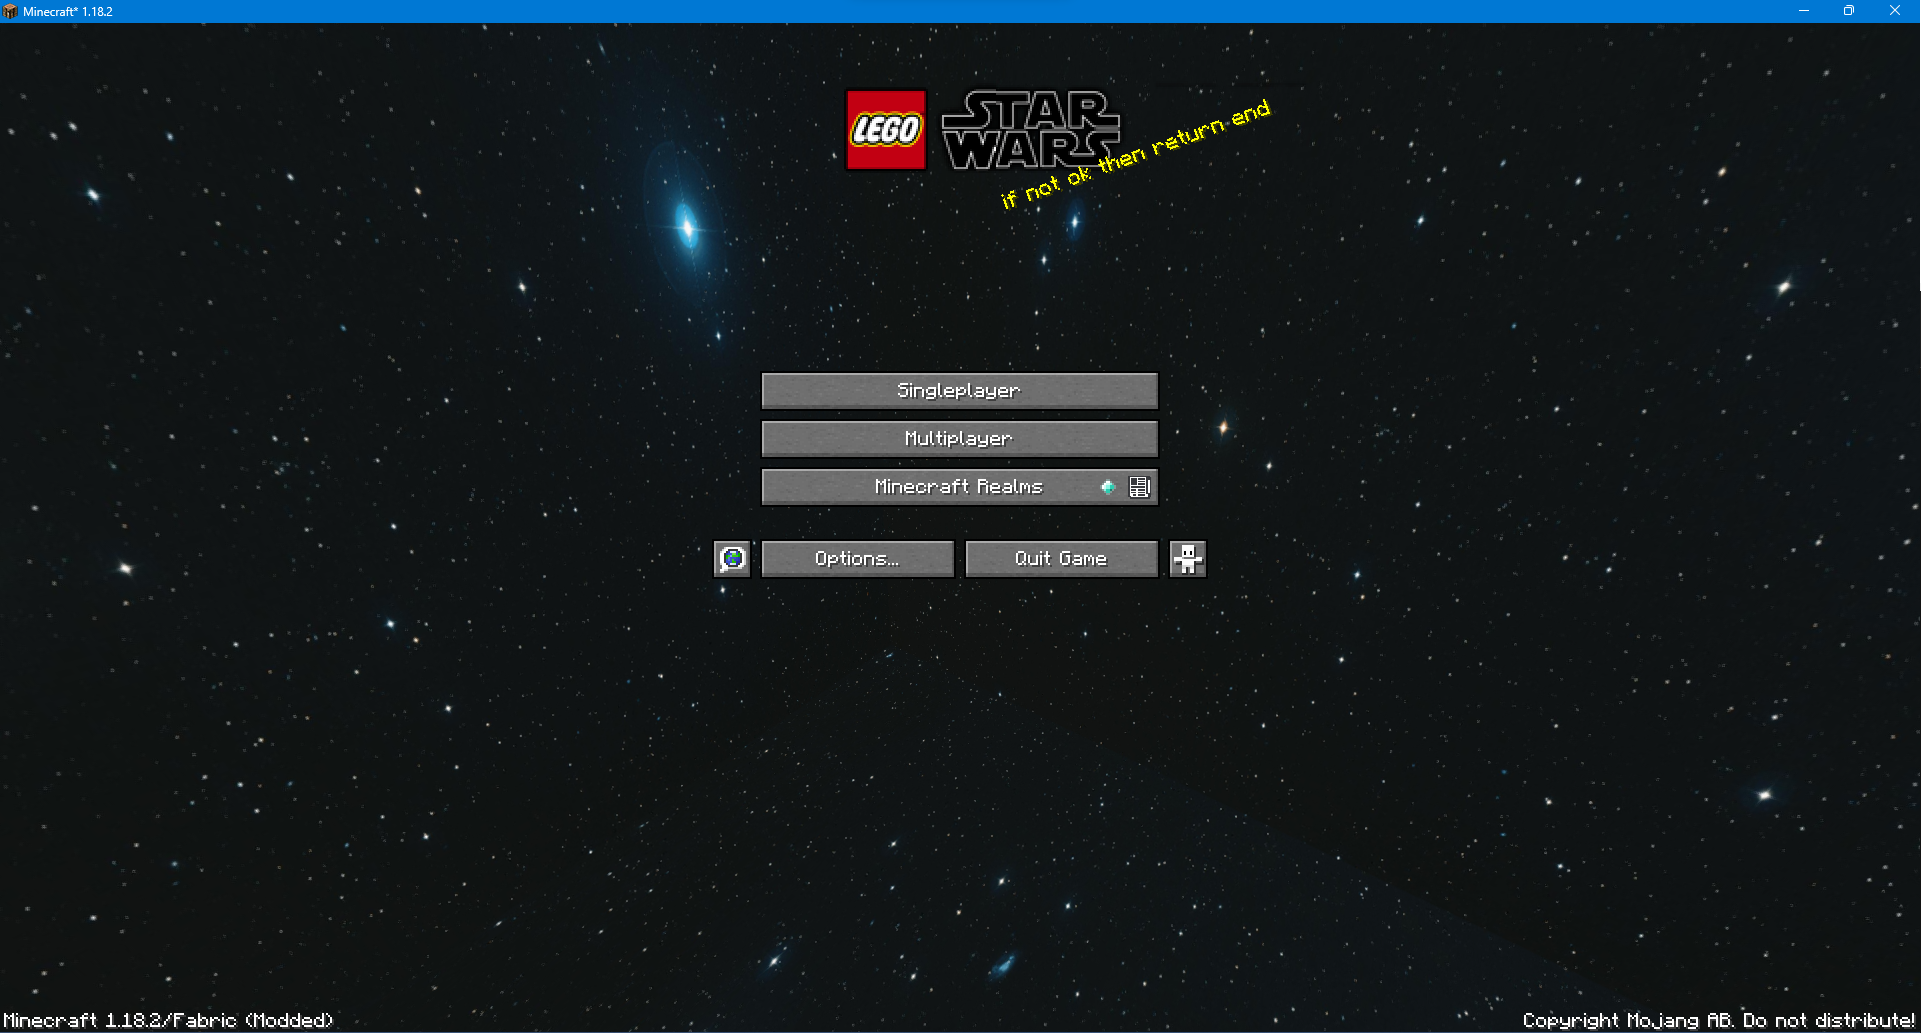 Minecraft* 1.18.2
LEGO
STAR
WARS
if not ok then return end
Singleplayer
Multiplayer
Minecraft Realms
Options...
Quit Game
Minecraft 1.18.2/Fabric (Modded)
Copyright Mojang AB. Do not distribute!